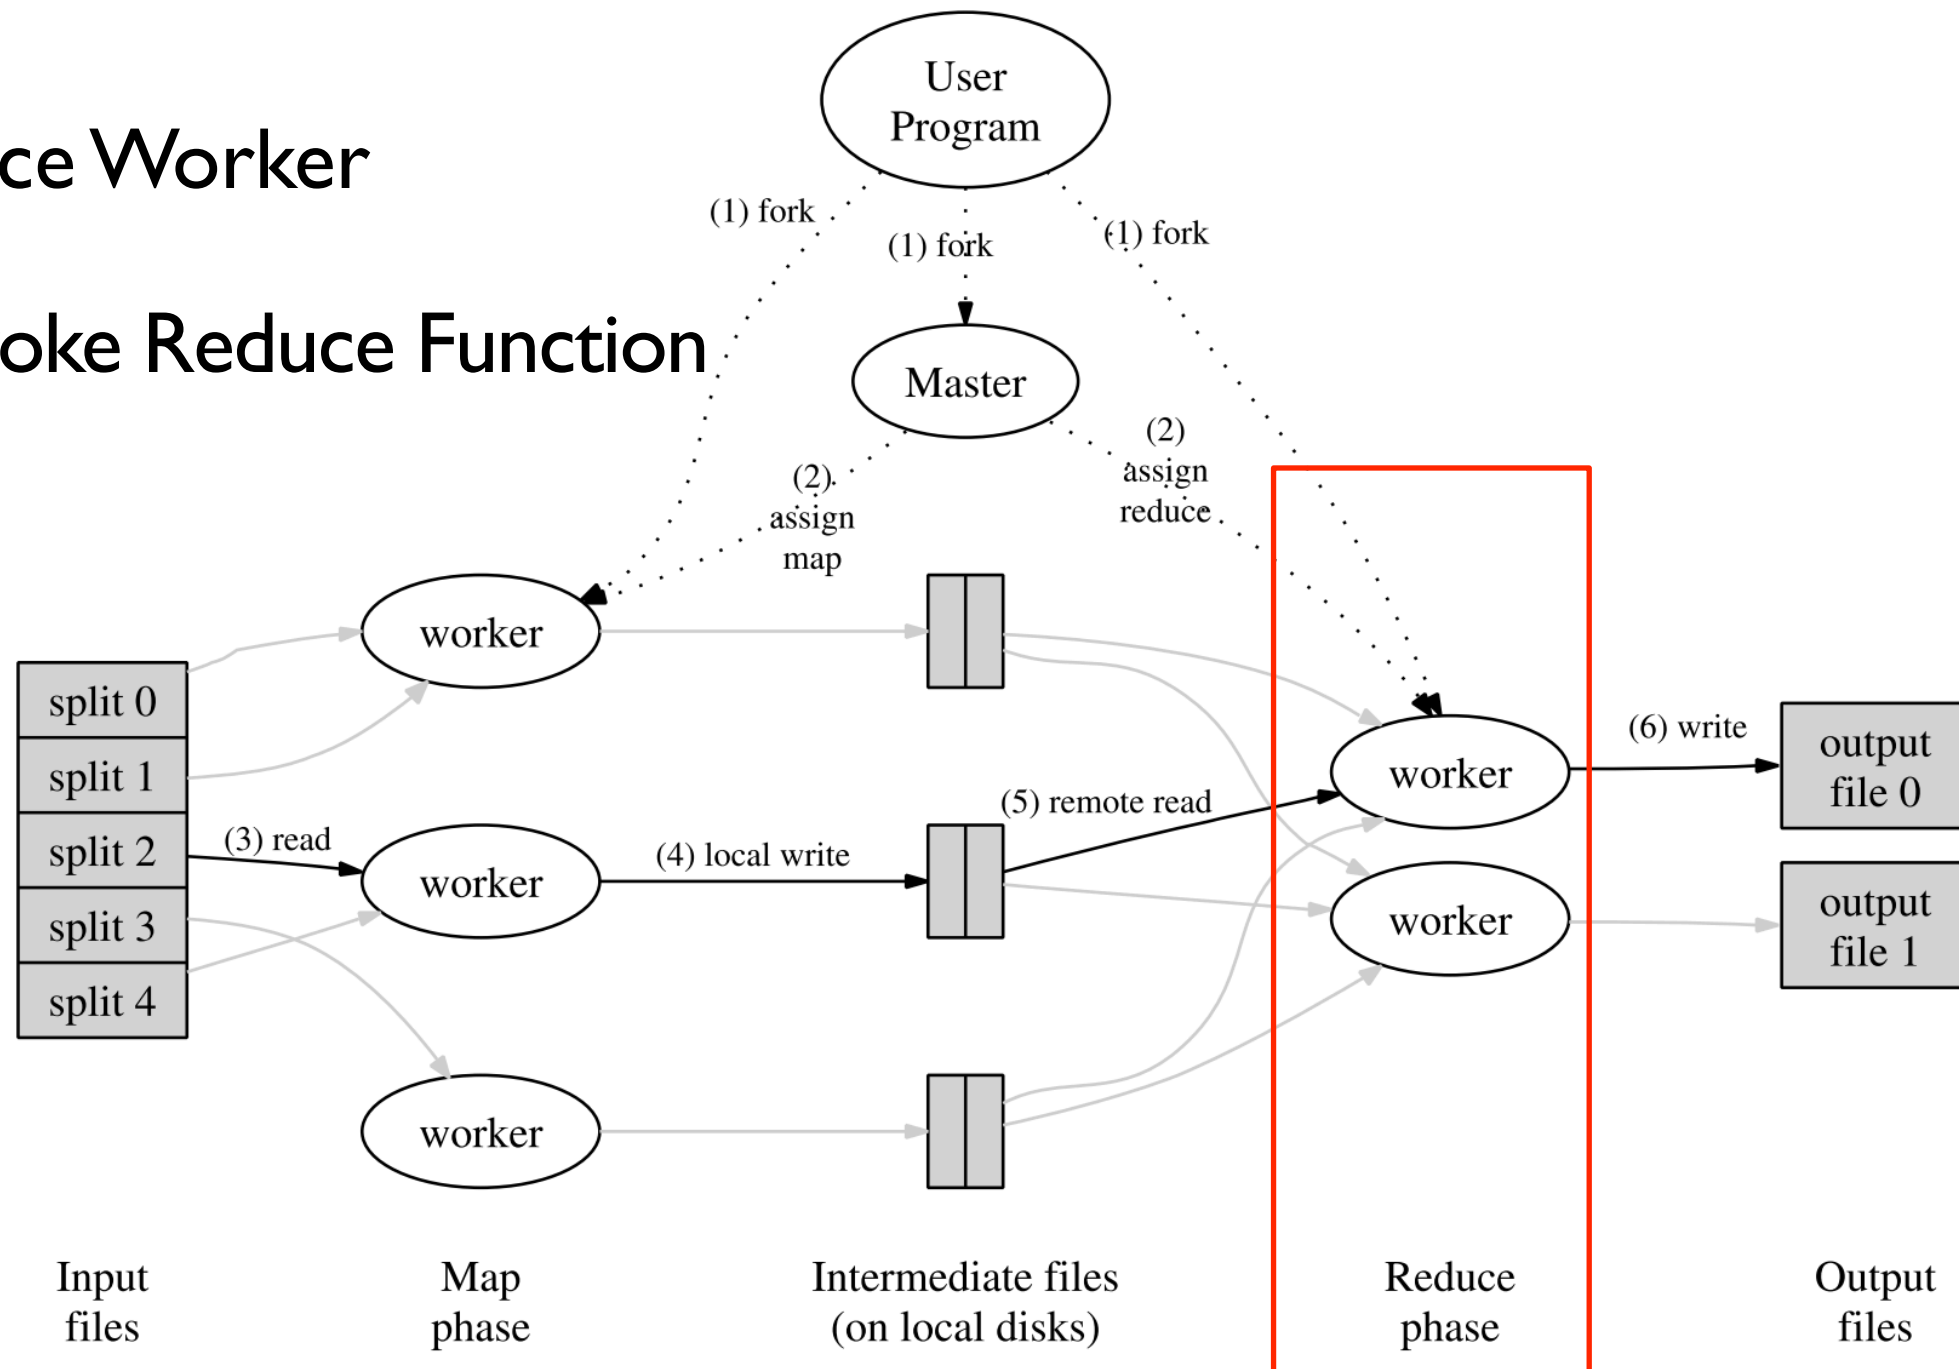 User
Program
ce Worker
(1) fork
(1) fork
(1) fork
oke Reduce Function
Master
(2)
assign
map
(2)
assign
reduce
worker
split 0
split 1
split 2
split 3
split 4
(3) read
worker
(4) local write
worker
(5) remote read
worker
worker
(6) write
output
file 0
output
file 1
Input
files
Map
phase
Intermediate files
(on local disks)
Reduce
phase
Output
files